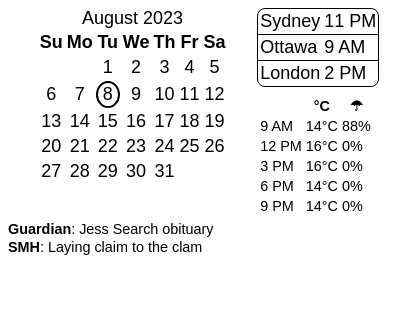 August 2023
Su Mo Tu We Th Fr Sa
1 2 3 4 5
6 7 8 9 10 11 12
13 14 15 16 17 18 19
20 21 22 23 24 25 26
27 28 29 30 31
Sydney 11 PM
Ottawa 9 AM
London 2 PM
°C ☂
9 AM 14°C 88%
12 PM 16°C 0%
3 PM 16°C 0%
6 PM 14°C 0%
9 PM 14°C 0%
Guardian: Jess Search obituary
SMH: Laying claim to the clam